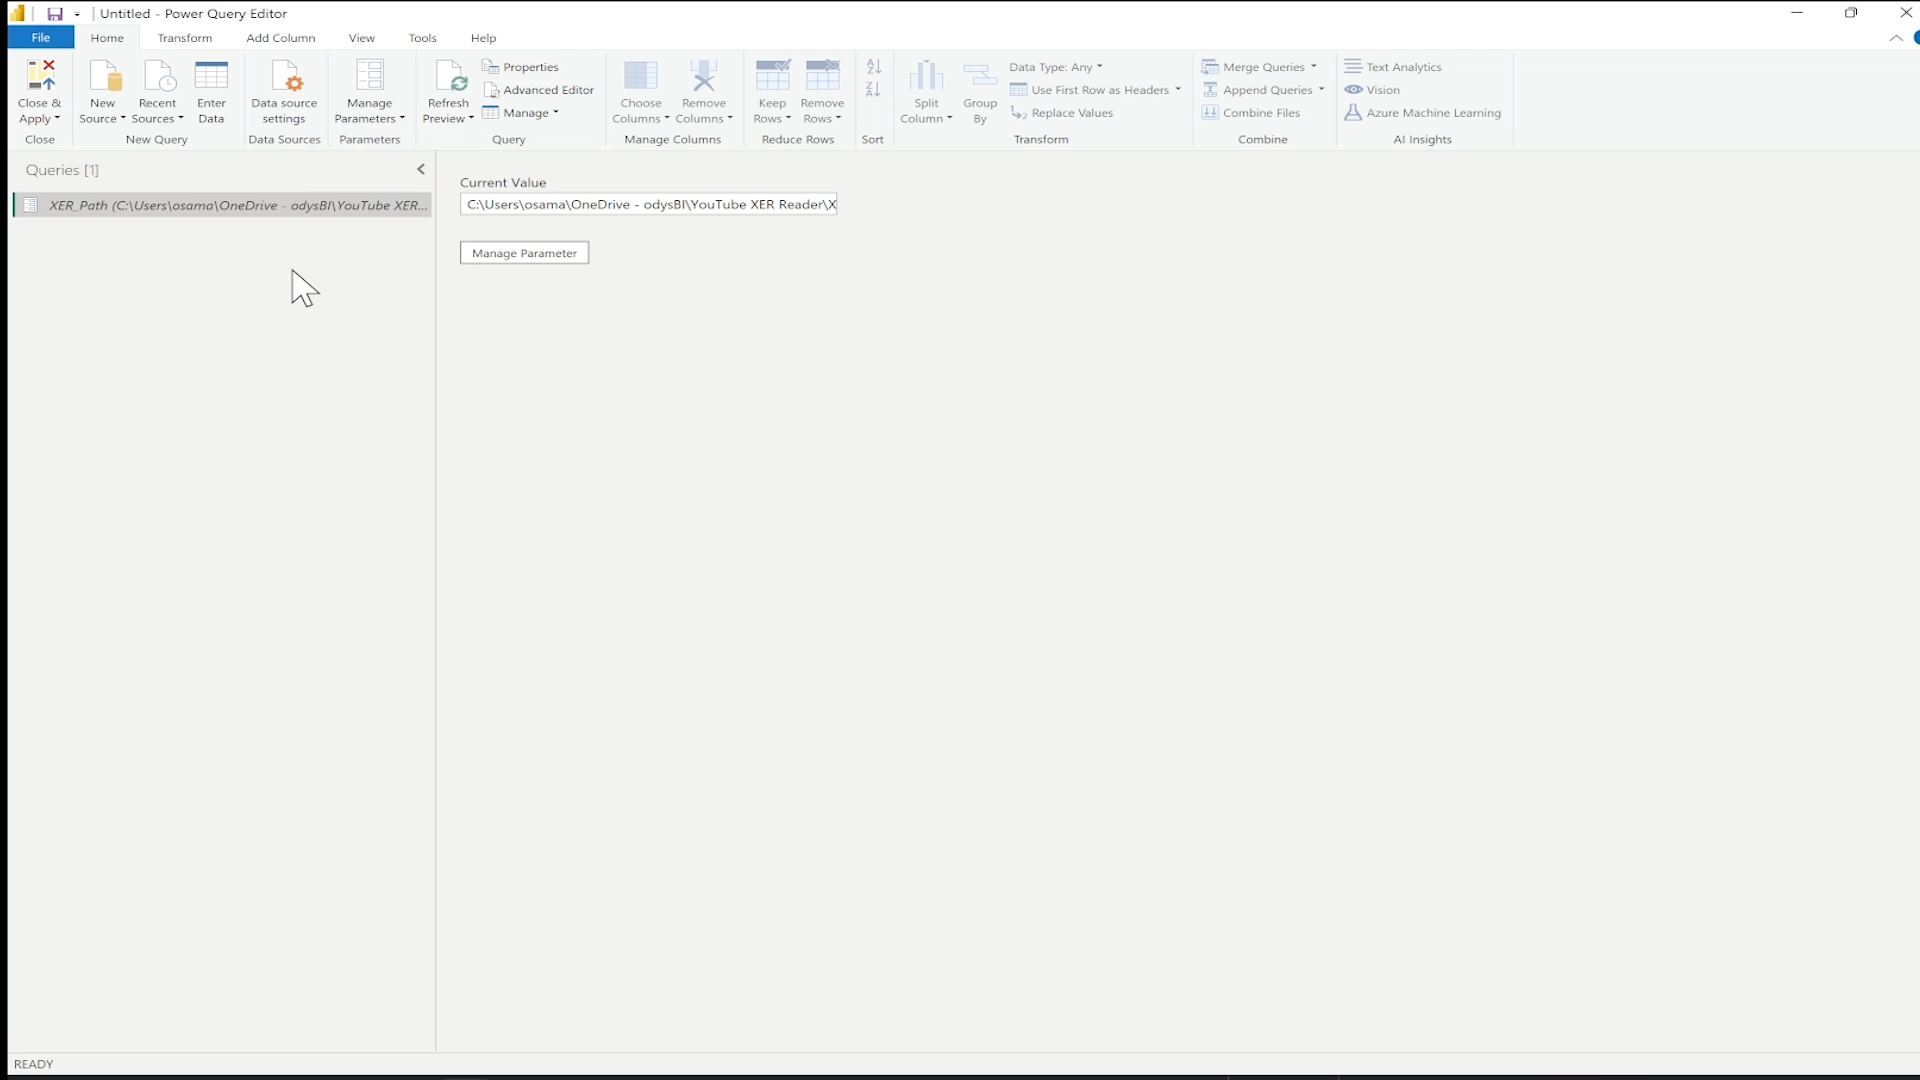 Untitled - Power Query Editor
File Home Transform Add Column View Tools Help
Close & Apply
New Source
Recent Sources
Enter Data
Data source settings
Manage Parameters
Refresh Preview
Properties
Advanced Editor
Manage
Choose Columns
Remove Columns
Keep Rows
Remove Rows
Split Column
Group By
Data Type: Any
Use First Row as Headers
Replace Values
Merge Queries
Append Queries
Combine Files
Text Analytics
Vision
Azure Machine Learning
Close New Query Data Sources Parameters Query Manage Columns Reduce Rows Sort Transform Combine AI Insights
Queries [1]
XER_Path (C:\Users\osama\OneDrive - odysBI\YouTube XER...
Current Value
C:\Users\osama\OneDrive - odysBI\YouTube XER Reader\X
Manage Parameter
READY